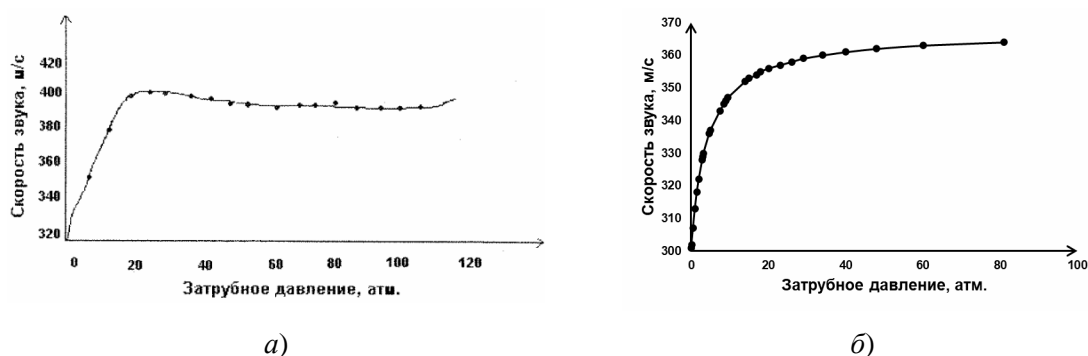 Скорость звука, м/с
420
400
380
360
340
320
0 20 40 60 80 100 120
Затрубное давление, атм.
а)
Скорость звука, м/с
370
360
350
340
330
320
310
300
0 20 40 60 80 100
Затрубное давление, атм.
б)